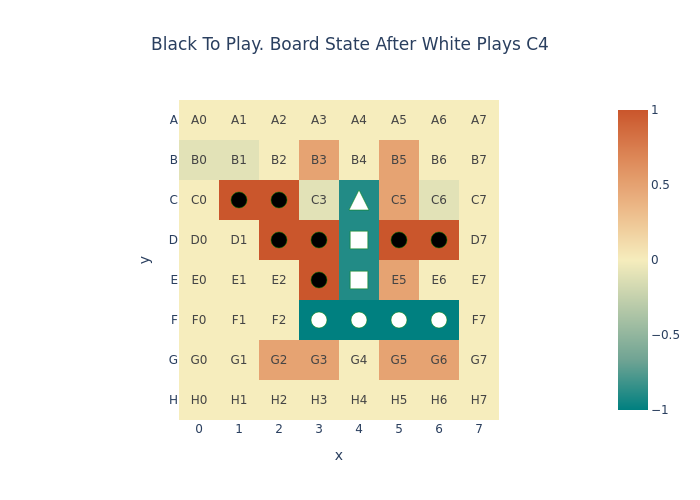 Black To Play. Board State After White Plays C4
A A0 A1 A2 A3 A4 A5 A6 A7
B B0 B1 B2 B3 B4 B5 B6 B7
C C0 C3 C5 C6 C7
D D0 D1 D7
E E0 E1 E2 E5 E6 E7
F F0 F1 F2 F7
G G0 G1 G2 G3 G4 G5 G6 G7
H H0 H1 H2 H3 H4 H5 H6 H7
0 1 2 3 4 5 6 7
x
y
1
0.5
0
−0.5
−1